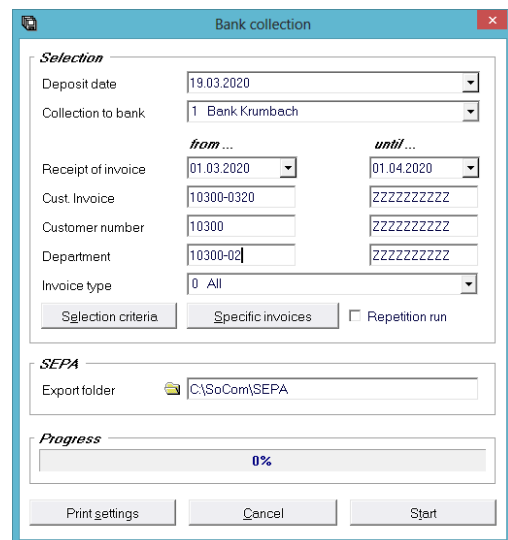 Bank collection
Selection
Deposit date 19.03.2020
Collection to bank 1 Bank Krumbach
from ... until ...
Receipt of invoice 01.03.2020 01.04.2020
Cust. Invoice 10300-0320 ZZZZZZZZZZ
Customer number 10300 ZZZZZZZZZZ
Department 10300-02 ZZZZZZZZZZ
Invoice type 0 All
Selection criteria Specific invoices Repetition run
SEPA
Export folder C:\SoCom\SEPA
Progress
0%
Print settings Cancel Start